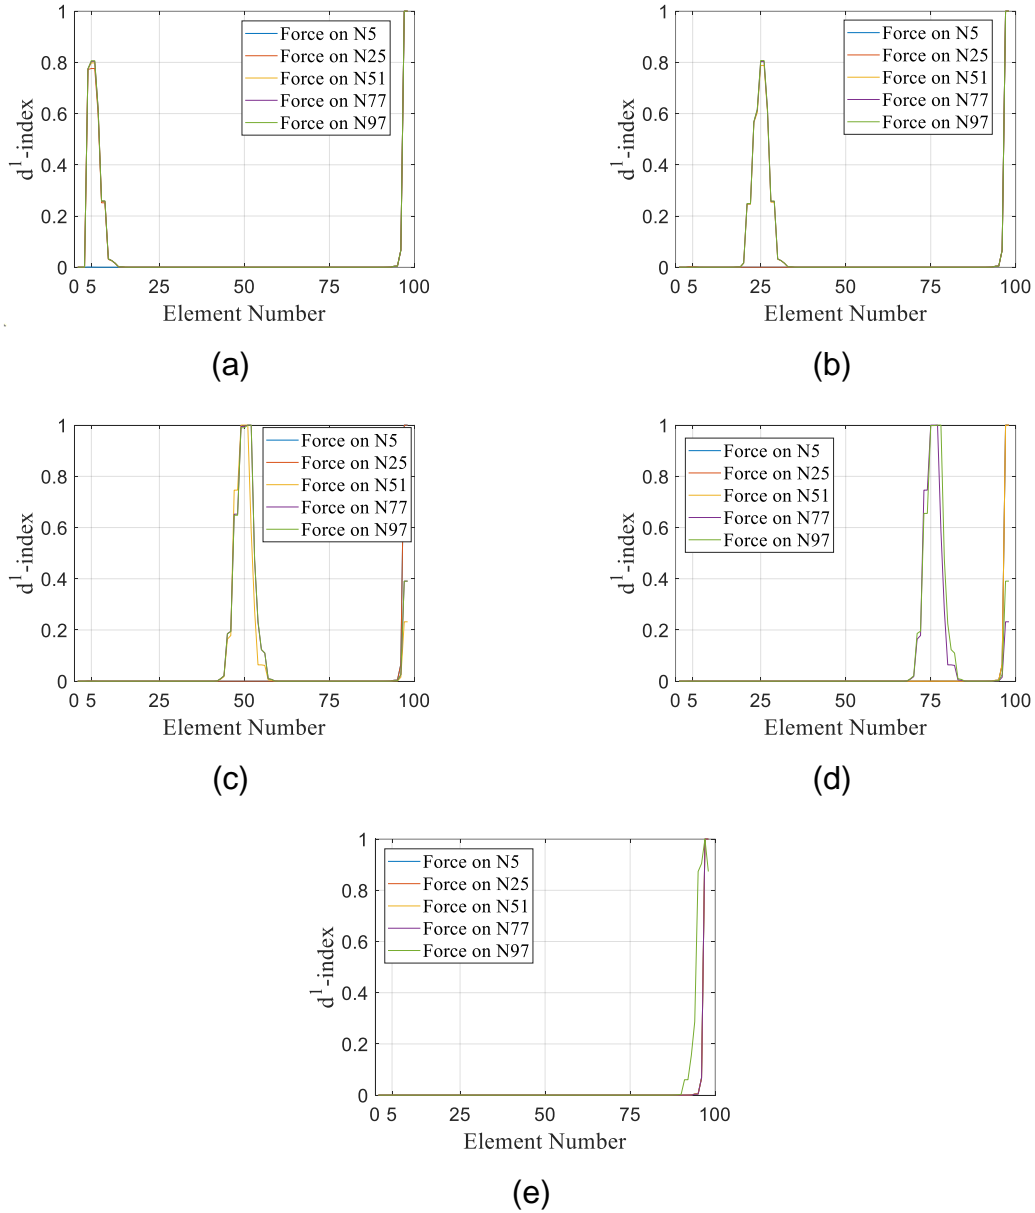 1
0.8
0.6
0.4
0.2
0
d¹-index
Force on N5
Force on N25
Force on N51
Force on N77
Force on N97
0 5 25 50 75 100
Element Number
(a)
1
0.8
0.6
0.4
0.2
0
d¹-index
Force on N5
Force on N25
Force on N51
Force on N77
Force on N97
0 5 25 50 75 100
Element Number
(b)
1
0.8
0.6
0.4
0.2
0
d¹-index
Force on N5
Force on N25
Force on N51
Force on N77
Force on N97
0 5 25 50 75 100
Element Number
(c)
1
0.8
0.6
0.4
0.2
0
d¹-index
Force on N5
Force on N25
Force on N51
Force on N77
Force on N97
0 5 25 50 75 100
Element Number
(d)
1
0.8
0.6
0.4
0.2
0
d¹-index
Force on N5
Force on N25
Force on N51
Force on N77
Force on N97
0 5 25 50 75 100
Element Number
(e)